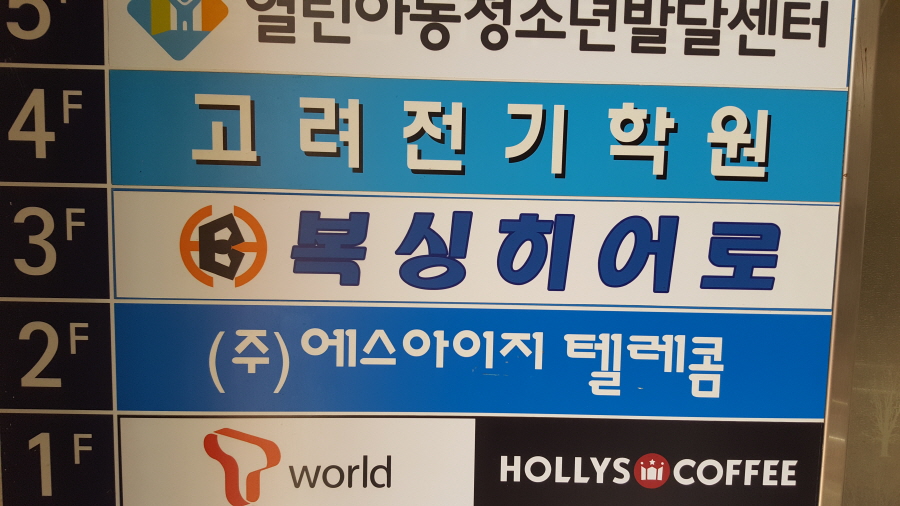 5F 열린아동청소년발달센터
4F 고려전기학원
3F 복싱히어로
2F (주)에스아이지 텔레콤
1F T world HOLLYS COFFEE